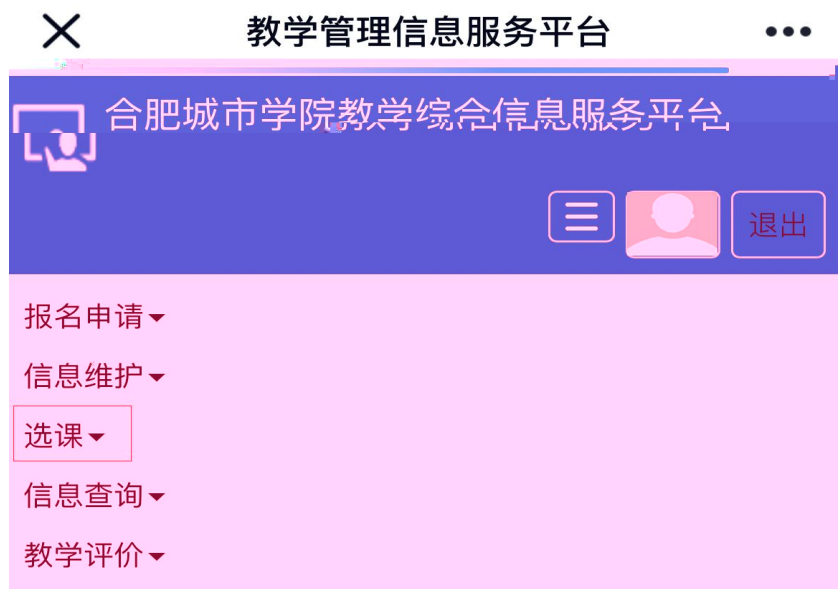 教学管理信息服务平台
合肥城市学院教学综合信息服务平台
退出
报名申请
信息维护
选课
信息查询
教学评价